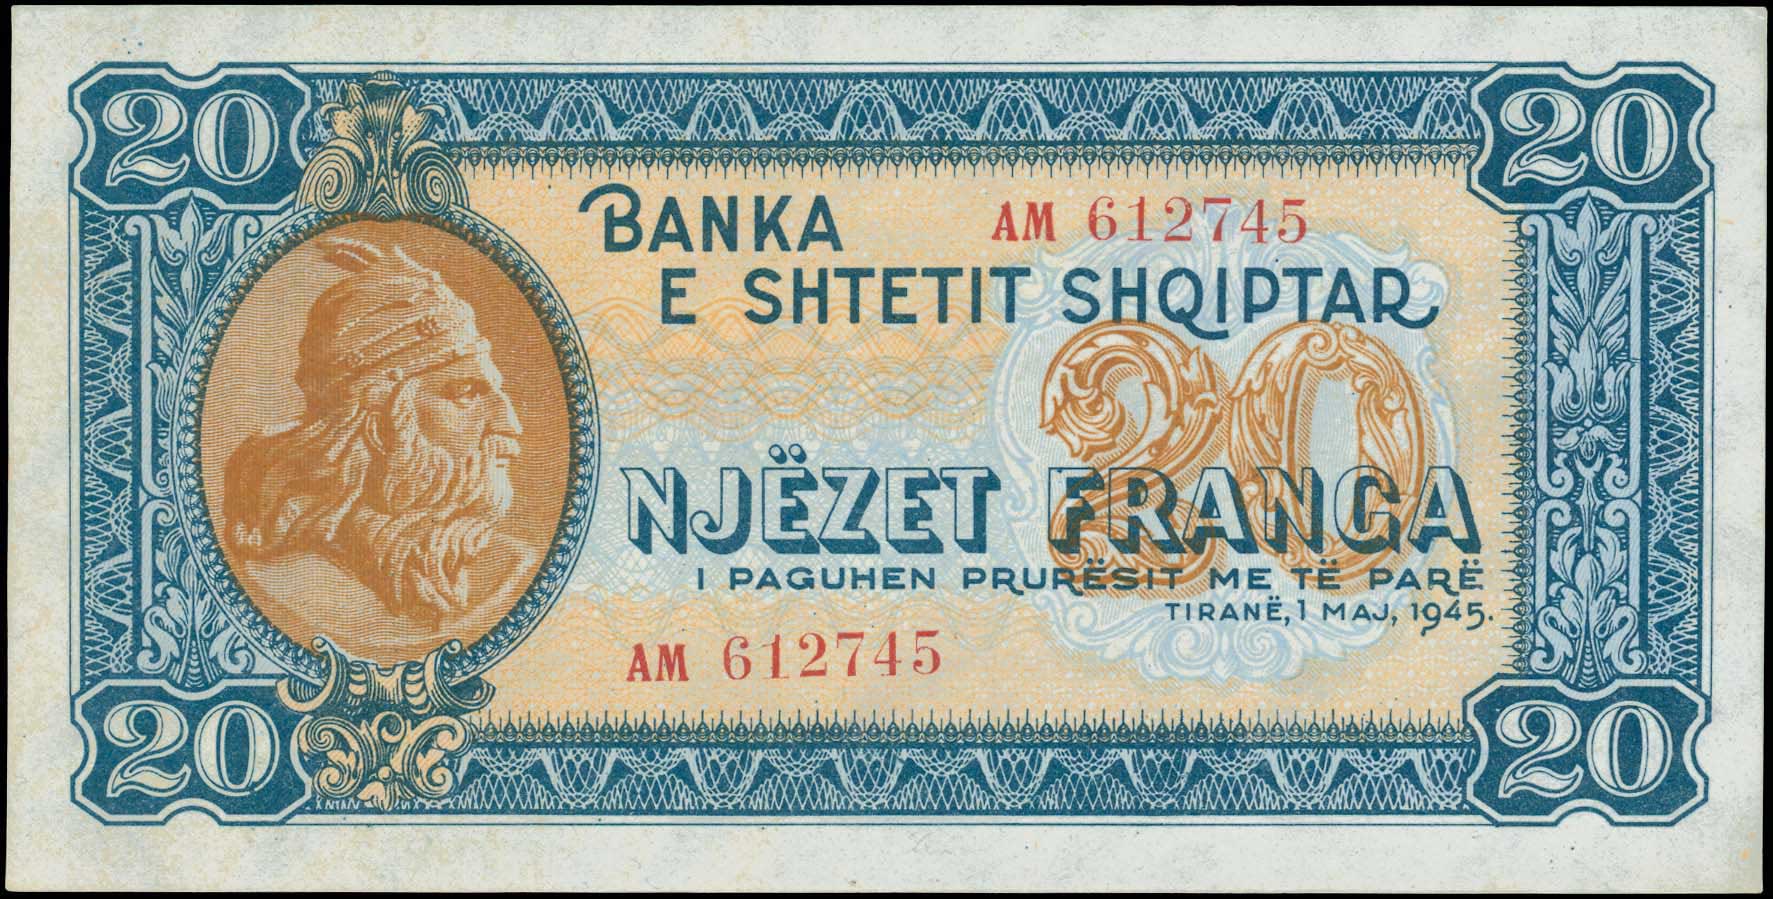 20
20
BANKA
AM 612745
E SHTETIT SHQIPTAR
20
NJËZET FRANGA
I PAGUHEN PRURËSIT ME TË PARË
TIRANË, 1 MAJ, 1945.
AM 612745
20
20